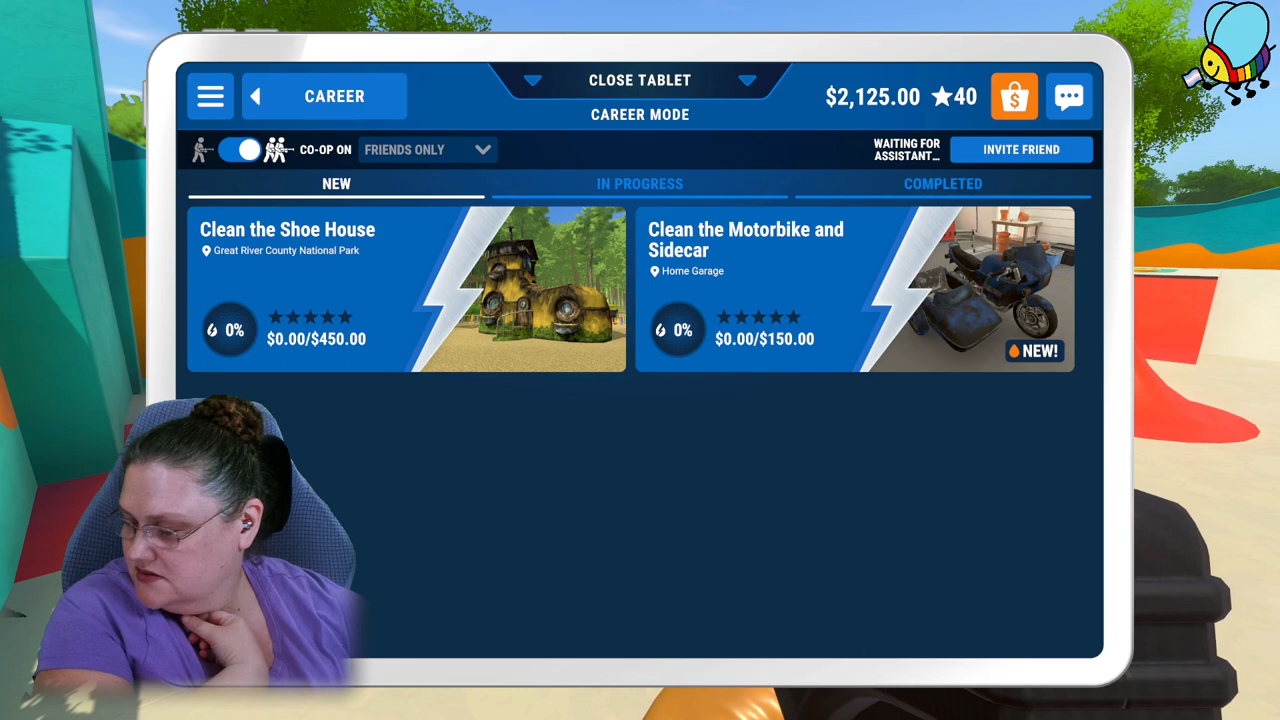 CLOSE TABLET
CAREER
$2,125.00 ★40
CAREER MODE
CO-OP ON
FRIENDS ONLY
WAITING FOR
ASSISTANT...
INVITE FRIEND
NEW
IN PROGRESS
COMPLETED
Clean the Shoe House
Great River County National Park
0%
$0.00/$450.00
Clean the Motorbike and
Sidecar
Home Garage
0%
$0.00/$150.00
NEW!